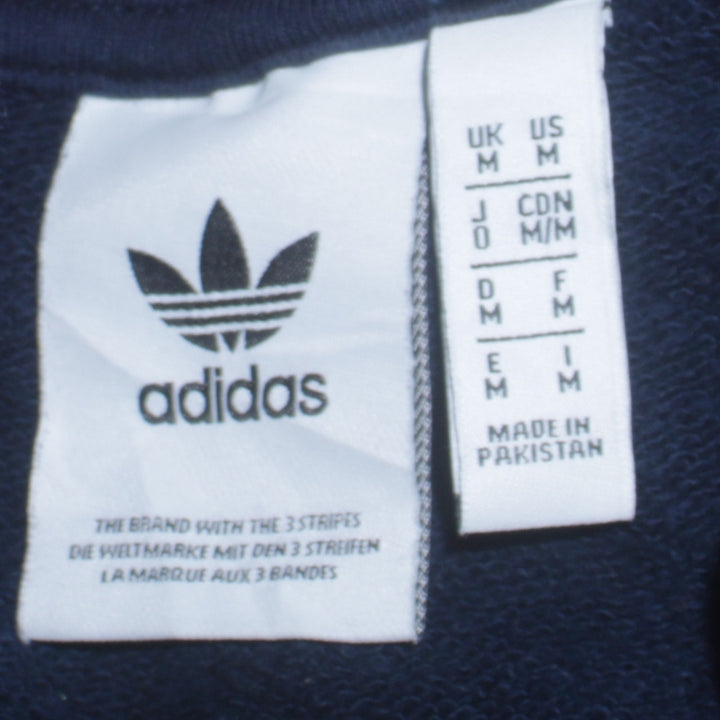 adidas
THE BRAND WITH THE 3 STRIPES
DIE WELTMARKE MIT DEN 3 STREIFEN
LA MARQUE AUX 3 BANDES
UK US
M M
J CDN
O M/M
D F
M M
E I
M M
MADE IN
PAKISTAN